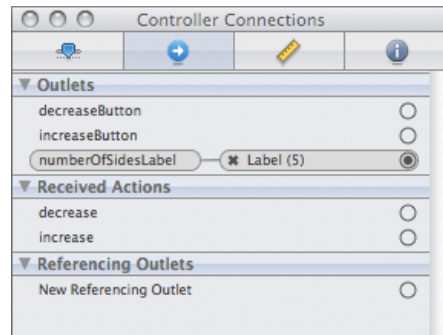 Controller Connections
Outlets
decreaseButton
increaseButton
numberOfSidesLabel Label (5)
Received Actions
decrease
increase
Referencing Outlets
New Referencing Outlet